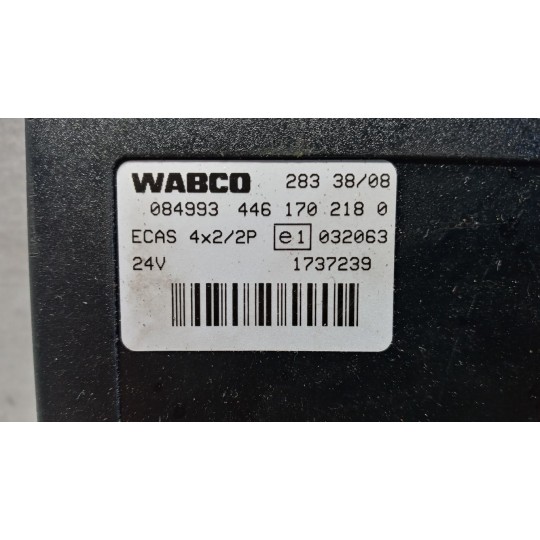 WABCO 283 38/08
084993 446 170 218 0
ECAS 4x2/2P e1 032063
24V 1737239